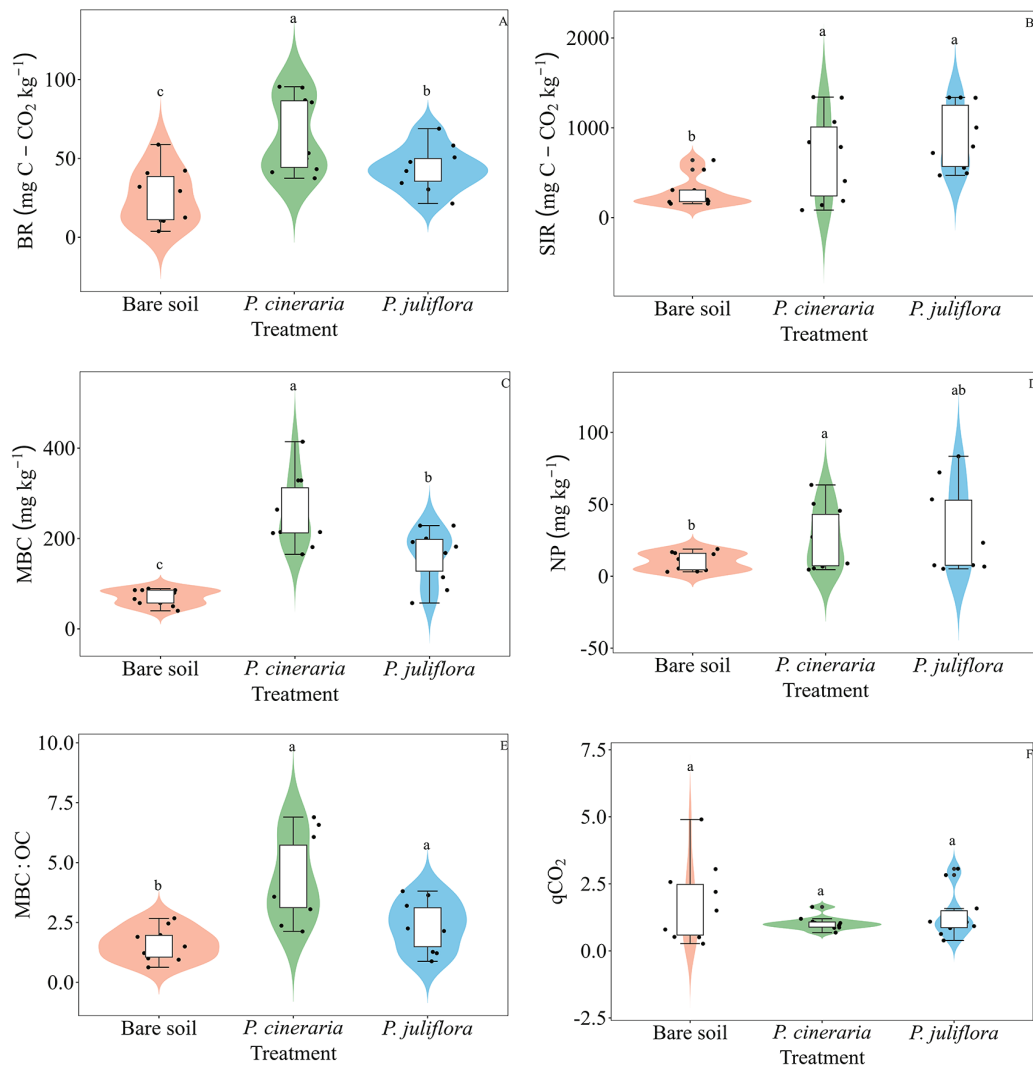 A
a
c
b
BR (mg C − CO₂ kg⁻¹)
100
50
0
Bare soil
P. cineraria
P. juliflora
Treatment
B
a
a
b
SIR (mg C − CO₂ kg⁻¹)
2000
1000
0
Bare soil
P. cineraria
P. juliflora
Treatment
C
a
b
c
MBC (mg kg⁻¹)
400
200
0
Bare soil
P. cineraria
P. juliflora
Treatment
D
ab
a
b
NP (mg kg⁻¹)
100
50
0
-50
Bare soil
P. cineraria
P. juliflora
Treatment
E
a
a
b
MBC : OC
10.0
7.5
5.0
2.5
0.0
Bare soil
P. cineraria
P. juliflora
Treatment
F
a
a
a
qCO₂
7.5
5.0
2.5
0.0
-2.5
Bare soil
P. cineraria
P. juliflora
Treatment